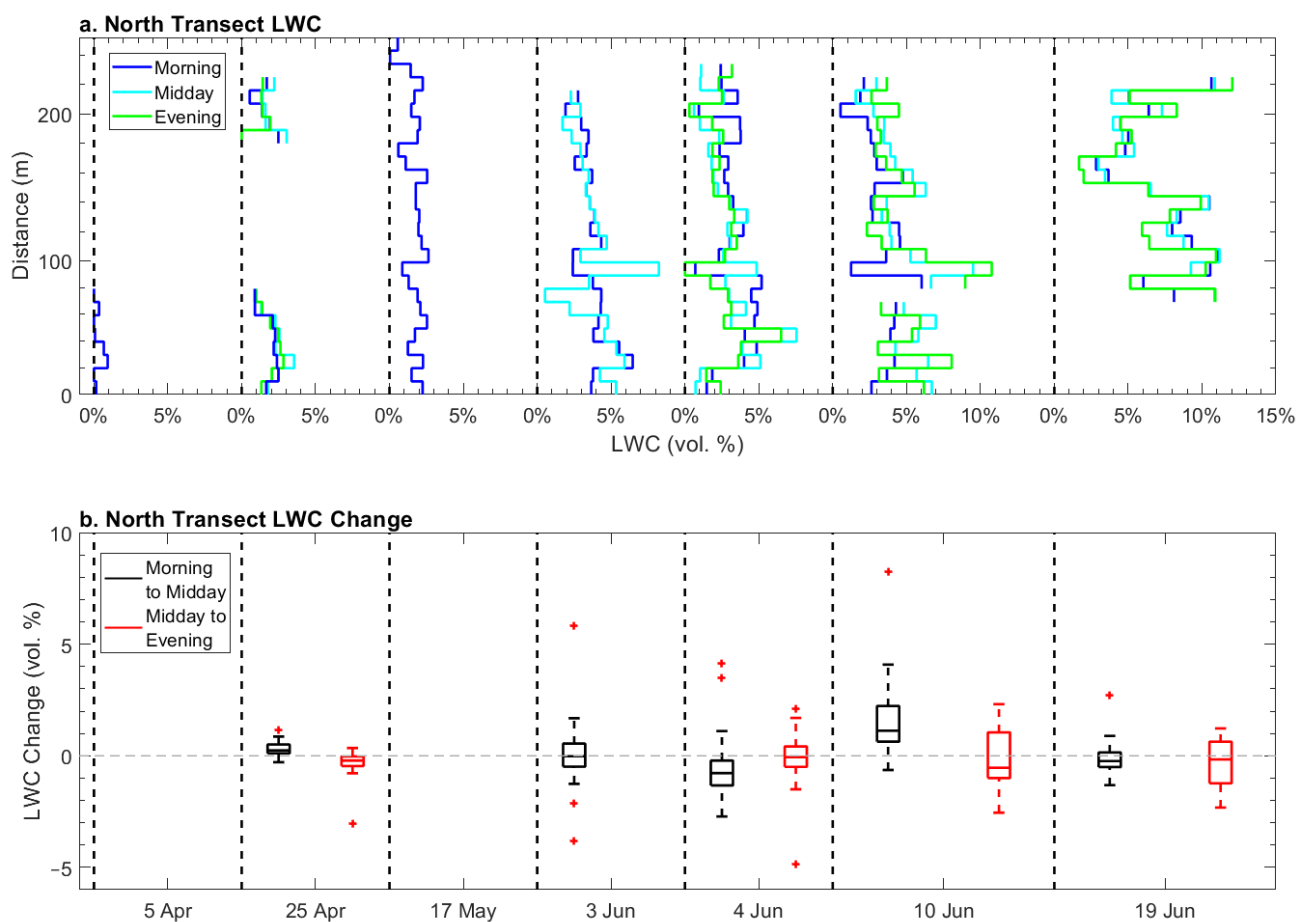 a. North Transect LWC
Morning
Midday
Evening
Distance (m)
200
100
0
0% 5% 0% 5% 0% 5% 0% 5% 0% 5% 0% 5% 10% 0% 5% 10% 15%
LWC (vol. %)
b. North Transect LWC Change
Morning
to Midday
Midday to
Evening
LWC Change (vol. %)
10
5
0
−5
5 Apr 25 Apr 17 May 3 Jun 4 Jun 10 Jun 19 Jun